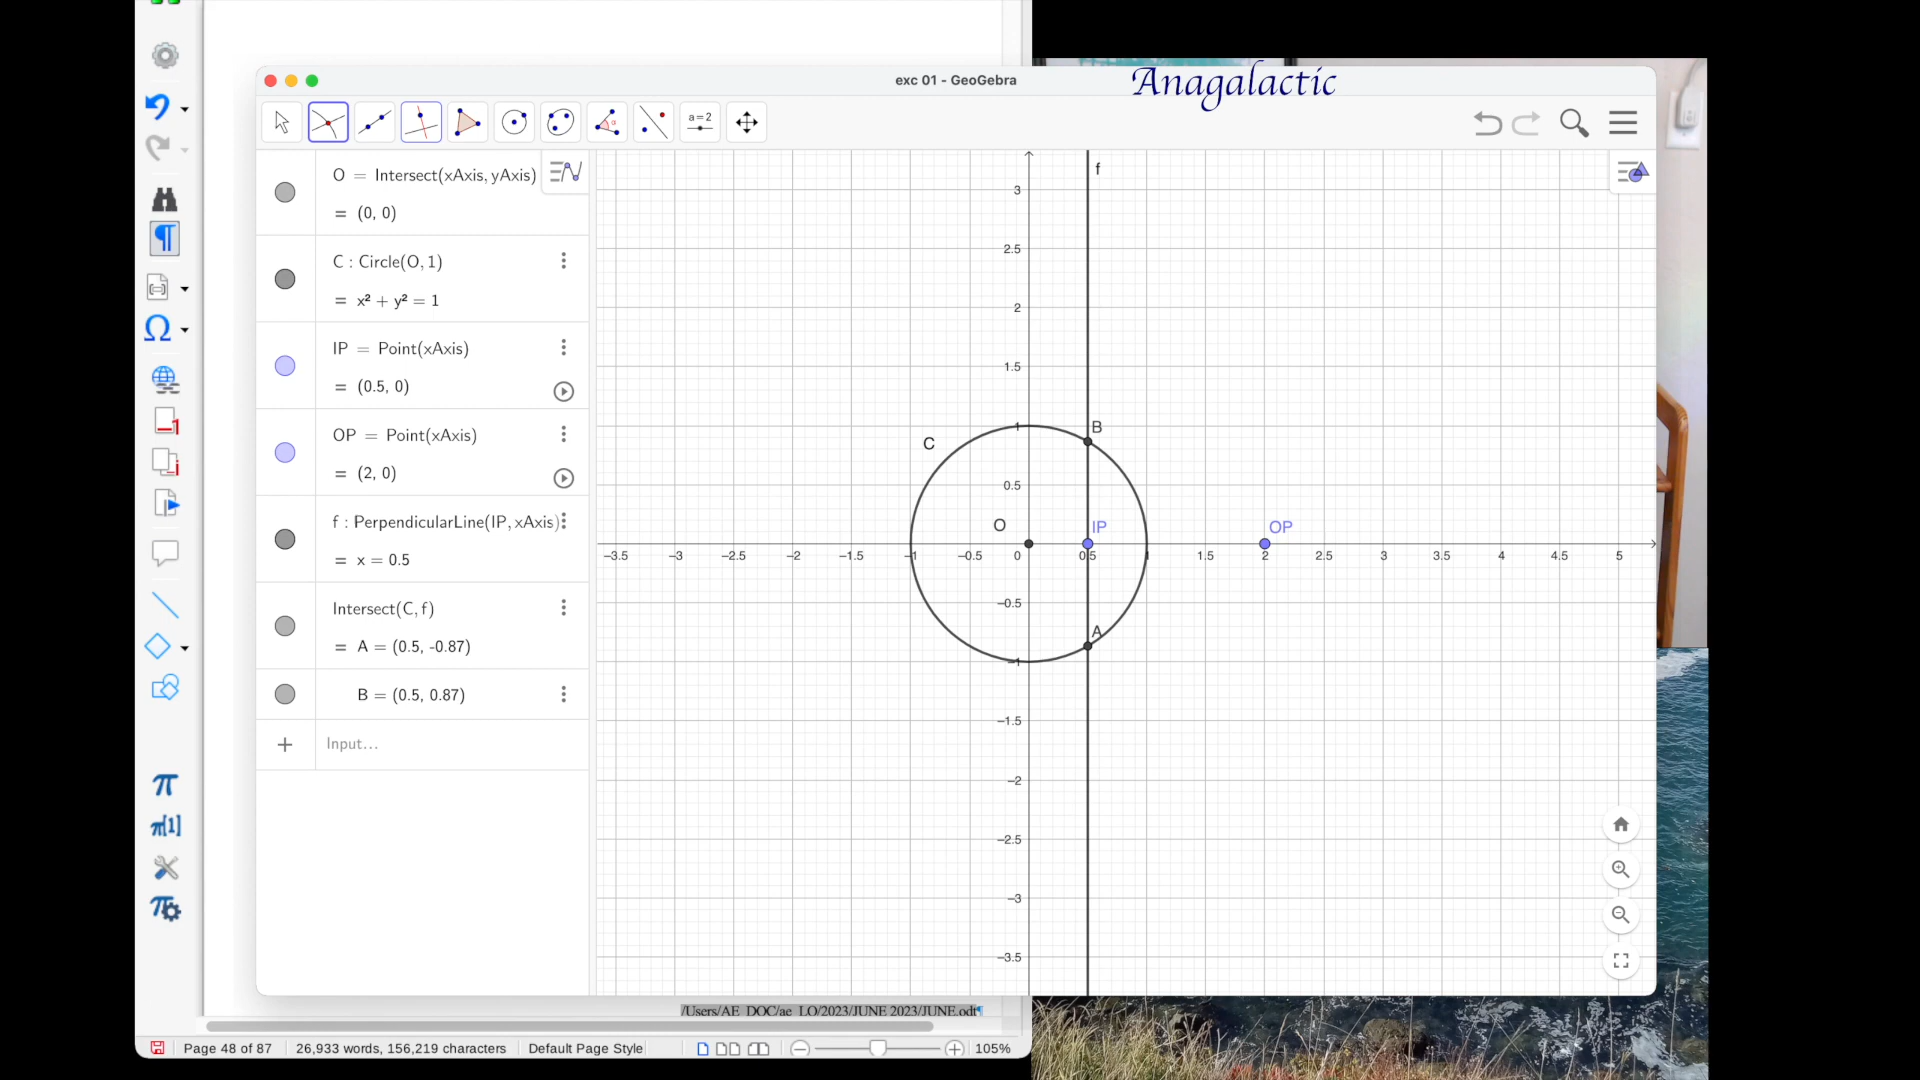 exc 01 - GeoGebra
Anagalactic
a=2
O = Intersect(xAxis, yAxis)
= (0, 0)
C : Circle(O, 1)
= x² + y² = 1
IP = Point(xAxis)
= (0.5, 0)
OP = Point(xAxis)
= (2, 0)
f : PerpendicularLine(IP, xAxis)
= x = 0.5
Intersect(C, f)
= A = (0.5, -0.87)
B = (0.5, 0.87)
+ Input...
f
3
2.5
2
1.5
1
0.5
C
B
O
IP
OP
A
−3.5 −3 −2.5 −2 −1.5 −1 −0.5 0 0.5 1 1.5 2 2.5 3 3.5 4 4.5 5
−0.5
−1
−1.5
−2
−2.5
−3
−3.5
/Users/AE_DOC/ae_LO/2023/JUNE 2023/JUNE.odt¶
Page 48 of 87 26,933 words, 156,219 characters Default Page Style 105%